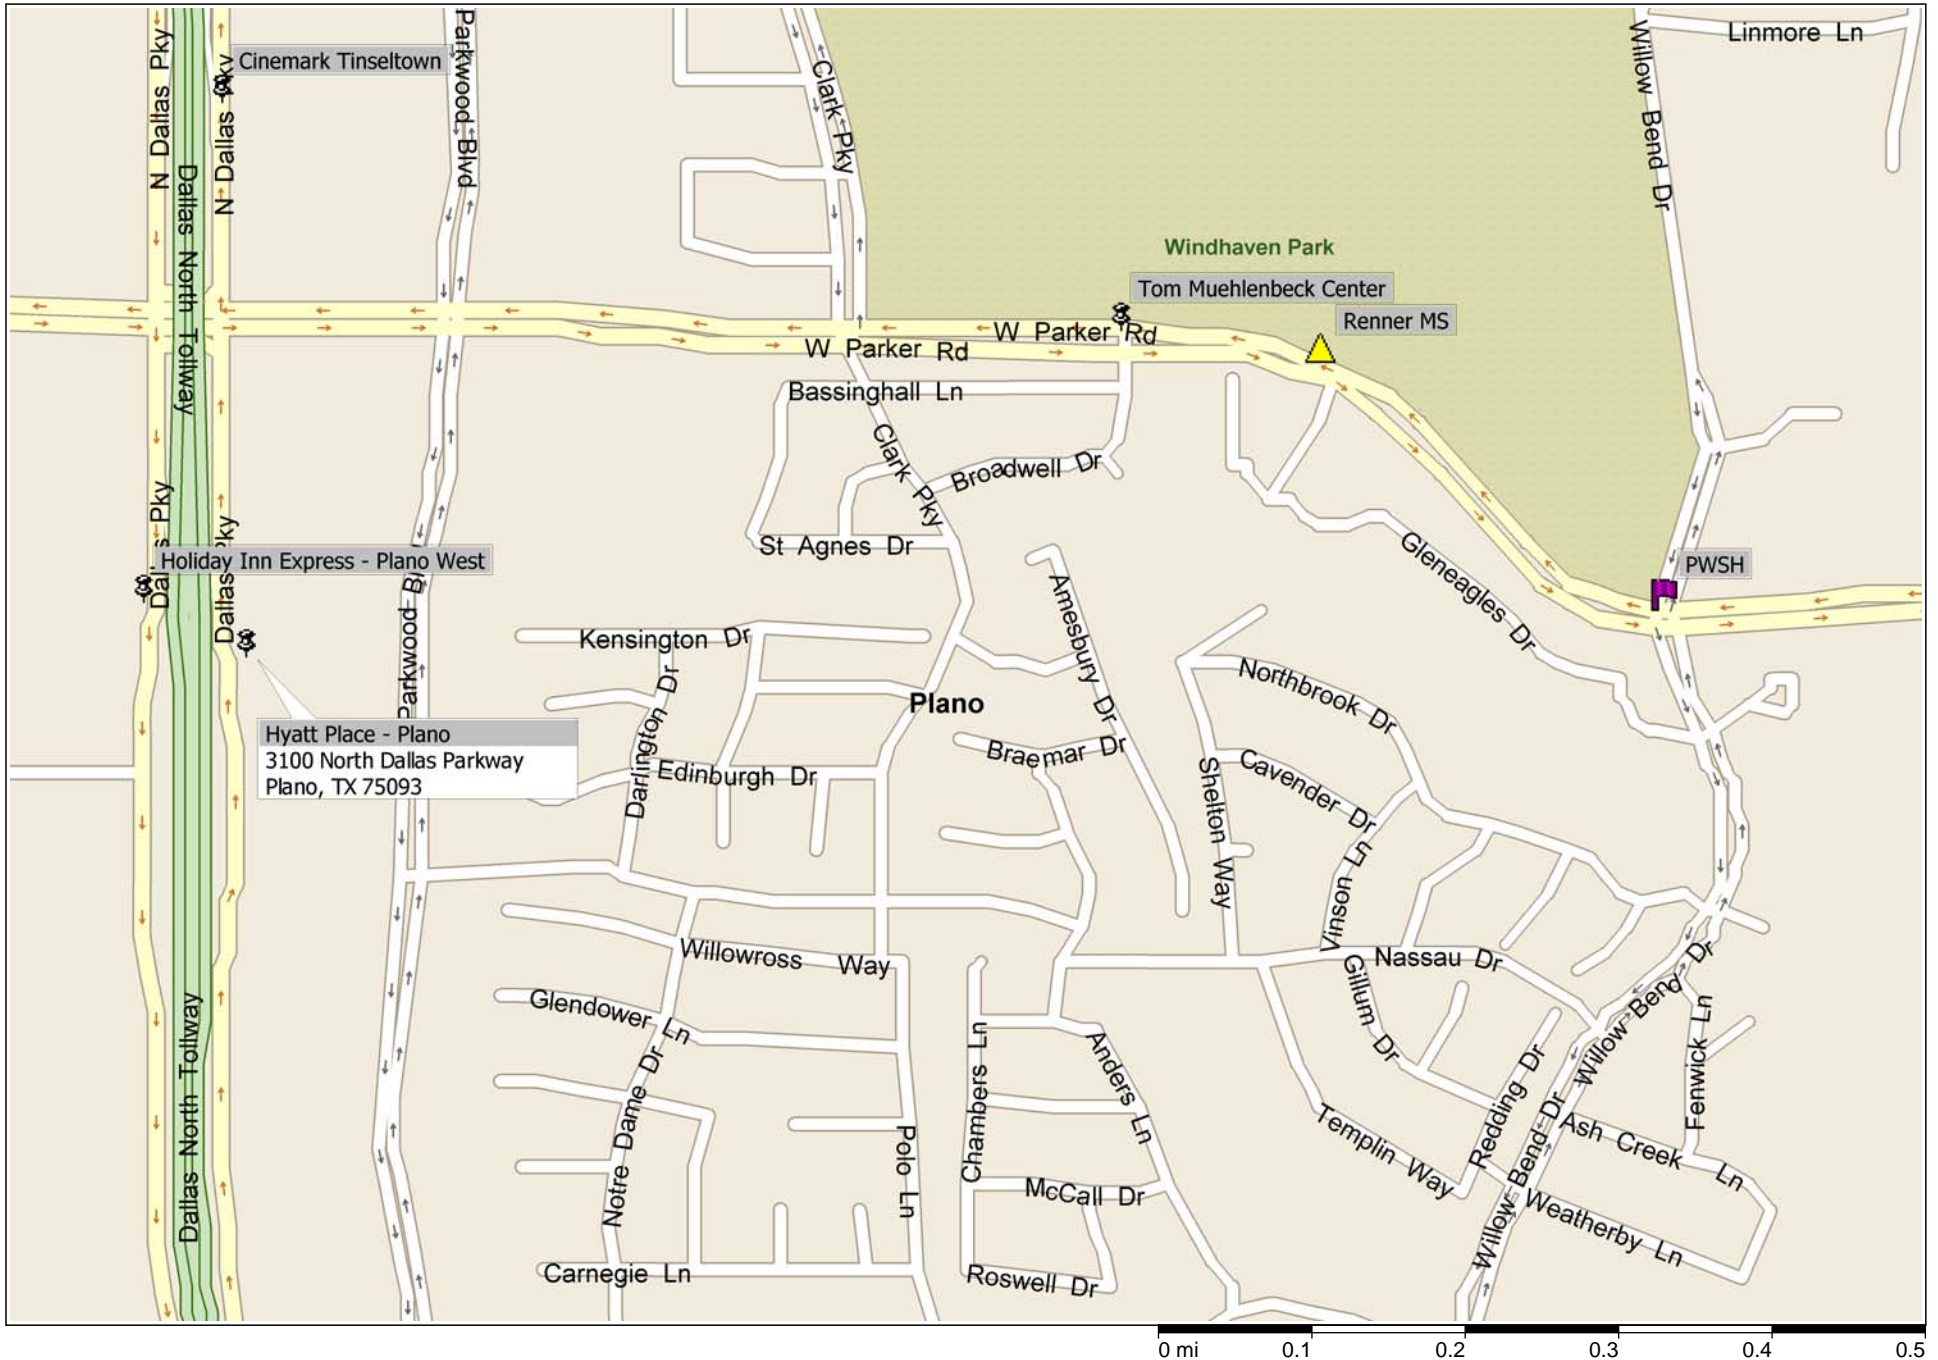 N Dallas Pky
Parkwood Blvd
Cinemark Tinseltown
N Dallas Pky
Clark Pky
Linmore Ln
Willow Bend Dr
Dallas North Tollway
Windhaven Park
Tom Muehlenbeck Center
Renner MS
W Parker Rd
W Parker Rd
Bassinghall Ln
Clark Pky
Broadwell Dr
St Agnes Dr
Dallas Pky
Dallas Pky
Holiday Inn Express - Plano West
Parkwood Bl
Gleneagles Dr
PWSH
Amesbury Dr
Kensington Dr
Darlington Dr
Northbrook Dr
Plano
Hyatt Place - Plano
3100 North Dallas Parkway
Plano, TX 75093
Braemar Dr
Edinburgh Dr
Shelton Way
Cavender Dr
Vinson Ln
Willowross Way
Nassau Dr
Gillum Dr
Willow Bend Dr
Glendower Ln
Dallas North Tollway
Notre Dame Dr
Chambers Ln
Anders Ln
Fenwick Ln
Redding Dr
Willow Bend Dr
Ash Creek Ln
Templin Way
Polo Ln
McCall Dr
Weatherby Ln
Carnegie Ln
Roswell Dr
0 mi 0.1 0.2 0.3 0.4 0.5